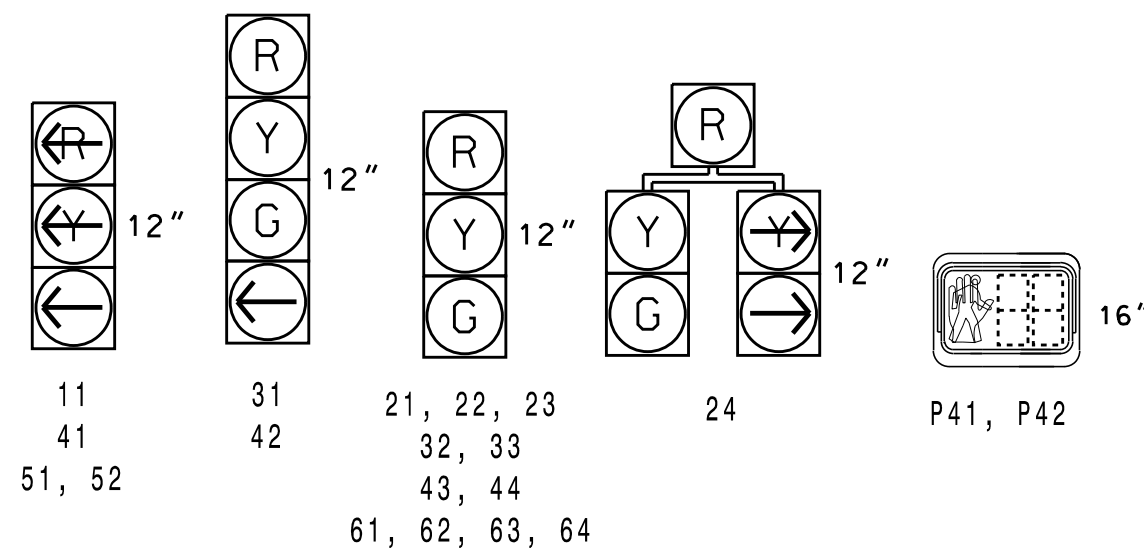 R
Y
12"
11
41
51, 52
R
Y
G
12"
31
42
R
Y
G
12"
21, 22, 23
32, 33
43, 44
61, 62, 63, 64
R
Y
G
Y
12"
24
16"
P41, P42